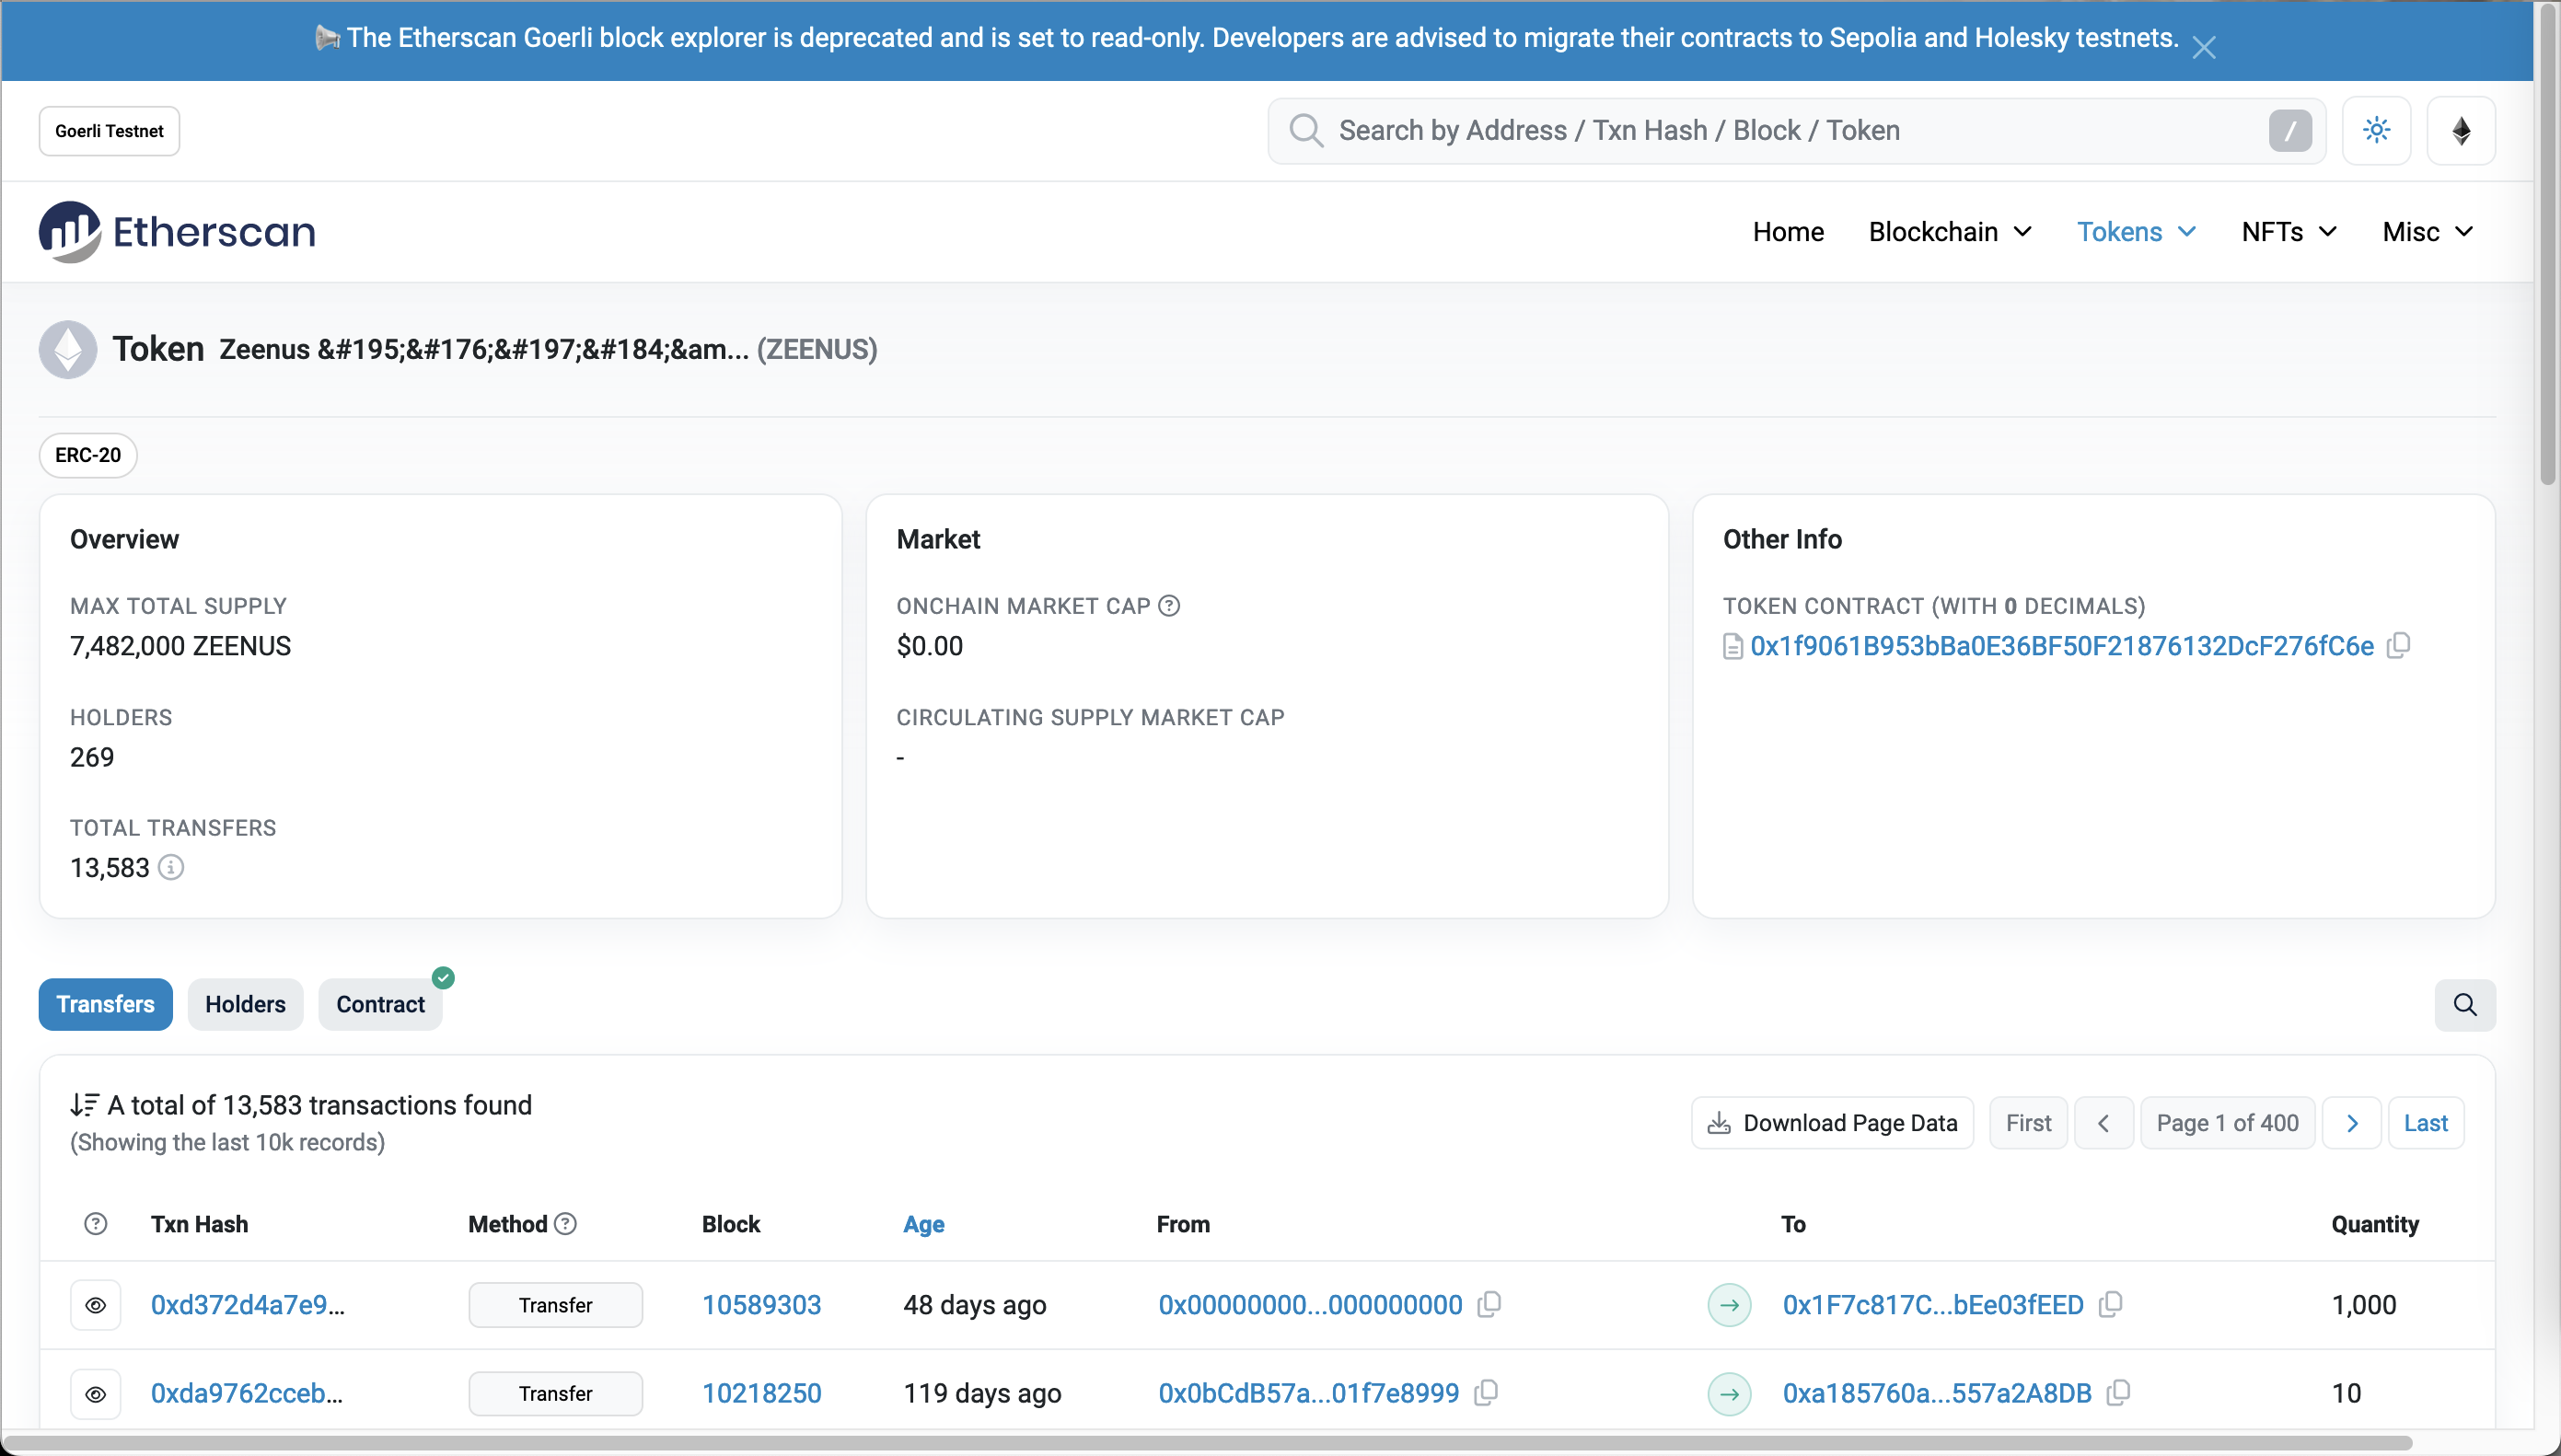 The Etherscan Goerli block explorer is deprecated and is set to read-only. Developers are advised to migrate their contracts to Sepolia and Holesky testnets.
Goerli Testnet
Search by Address / Txn Hash / Block / Token
/
Etherscan
Home
Blockchain
Tokens
NFTs
Misc
Token Zeenus &#195;&#176;&#197;&#184;&am... (ZEENUS)
ERC-20
Overview
MAX TOTAL SUPPLY
7,482,000 ZEENUS
HOLDERS
269
TOTAL TRANSFERS
13,583
Market
ONCHAIN MARKET CAP
$0.00
CIRCULATING SUPPLY MARKET CAP
-
Other Info
TOKEN CONTRACT (WITH 0 DECIMALS)
0x1f9061B953bBa0E36BF50F21876132DcF276fC6e
Transfers
Holders
Contract
A total of 13,583 transactions found
(Showing the last 10k records)
Download Page Data
First
Page 1 of 400
Last
Txn Hash Method Block Age From To Quantity
0xd372d4a7e9... Transfer 10589303 48 days ago 0x00000000...000000000 0x1F7c817C...bEe03fEED 1,000
0xda9762cceb... Transfer 10218250 119 days ago 0x0bCdB57a...01f7e8999 0xa185760a...557a2A8DB 10